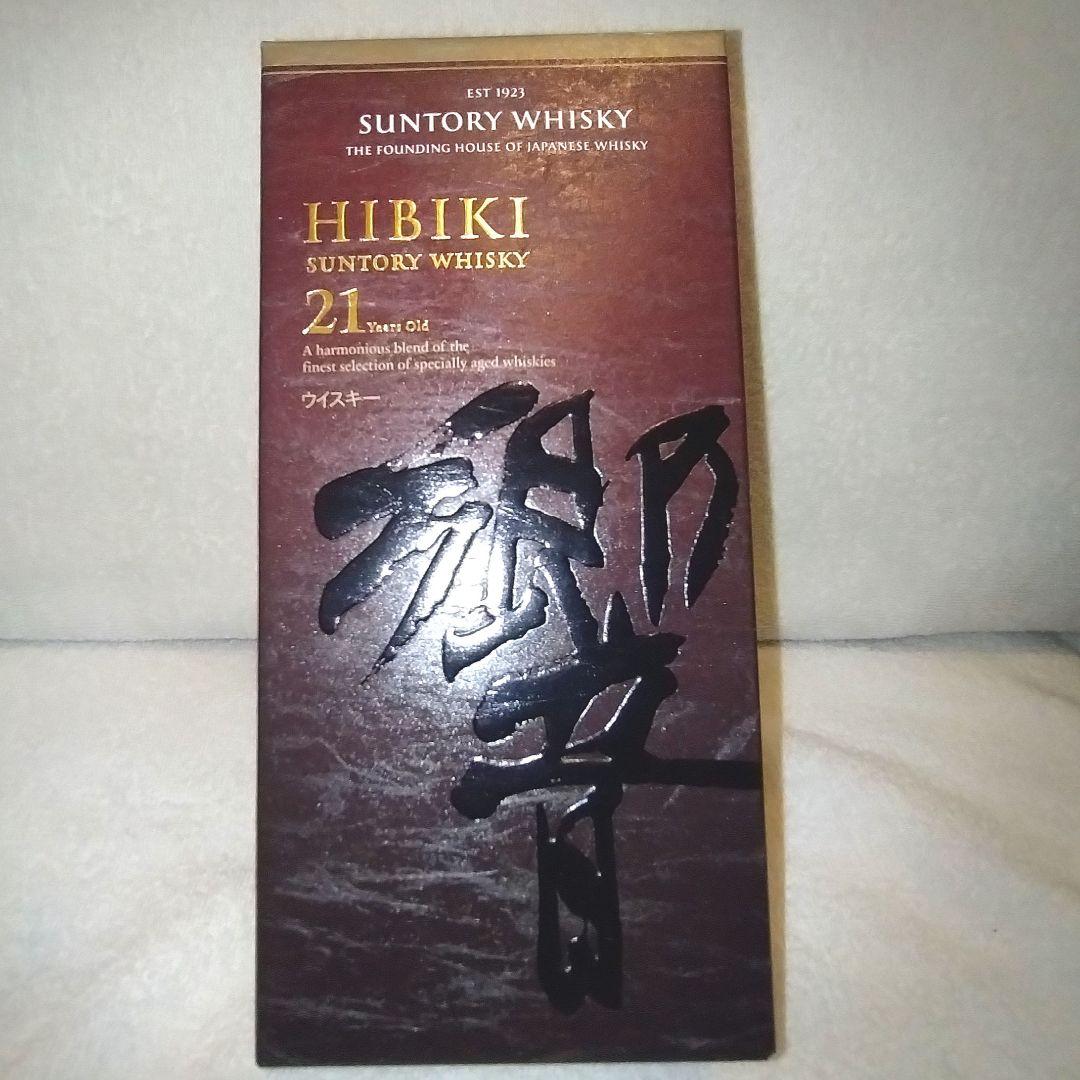 EST 1923
SUNTORY WHISKY
THE FOUNDING HOUSE OF JAPANESE WHISKY
HIBIKI
SUNTORY WHISKY
21 Years Old
A harmonious blend of the
finest selection of specially aged whiskies
ウイスキー
響